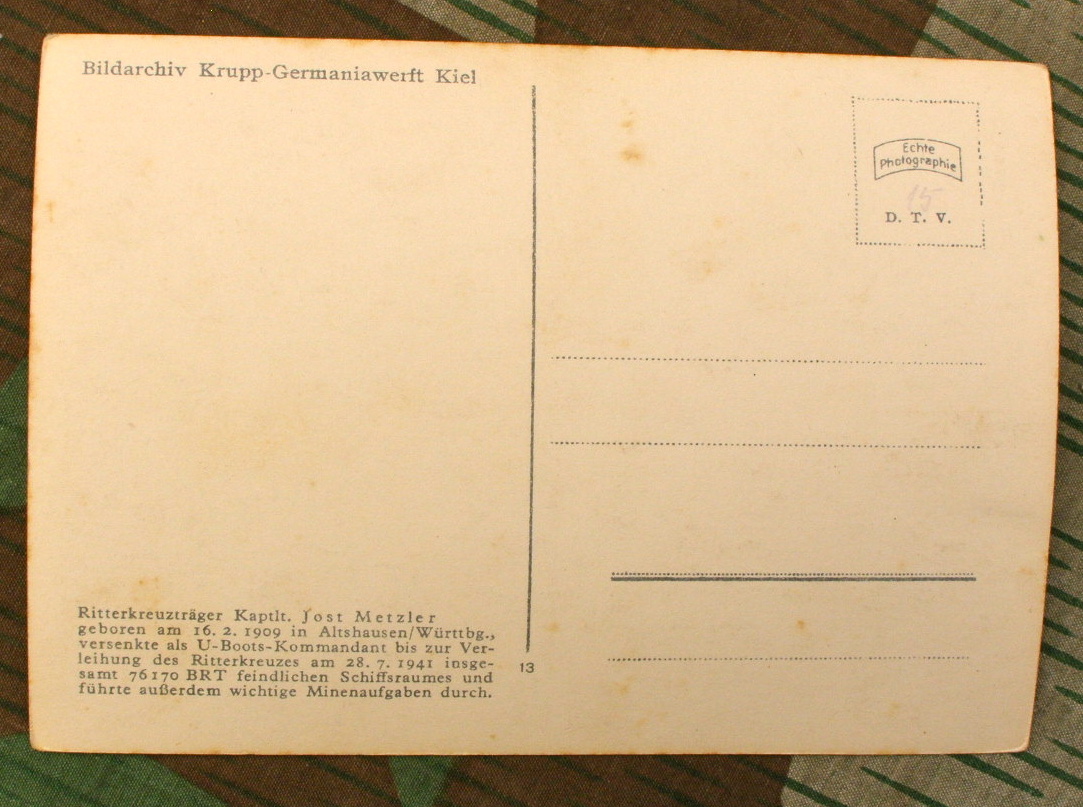 Bildarchiv Krupp-Germaniawerft Kiel
Echte
Photographie
15
D. T. V.
Ritterkreuzträger Kaptlt. Jost Metzler
geboren am 16. 2. 1909 in Altshausen/Württbg.,
versenkte als U-Boots-Kommandant bis zur Ver-
leihung des Ritterkreuzes am 28. 7. 1941 insge-
samt 76170 BRT feindlichen Schiffsraumes und
führte außerdem wichtige Minenaufgaben durch.
13